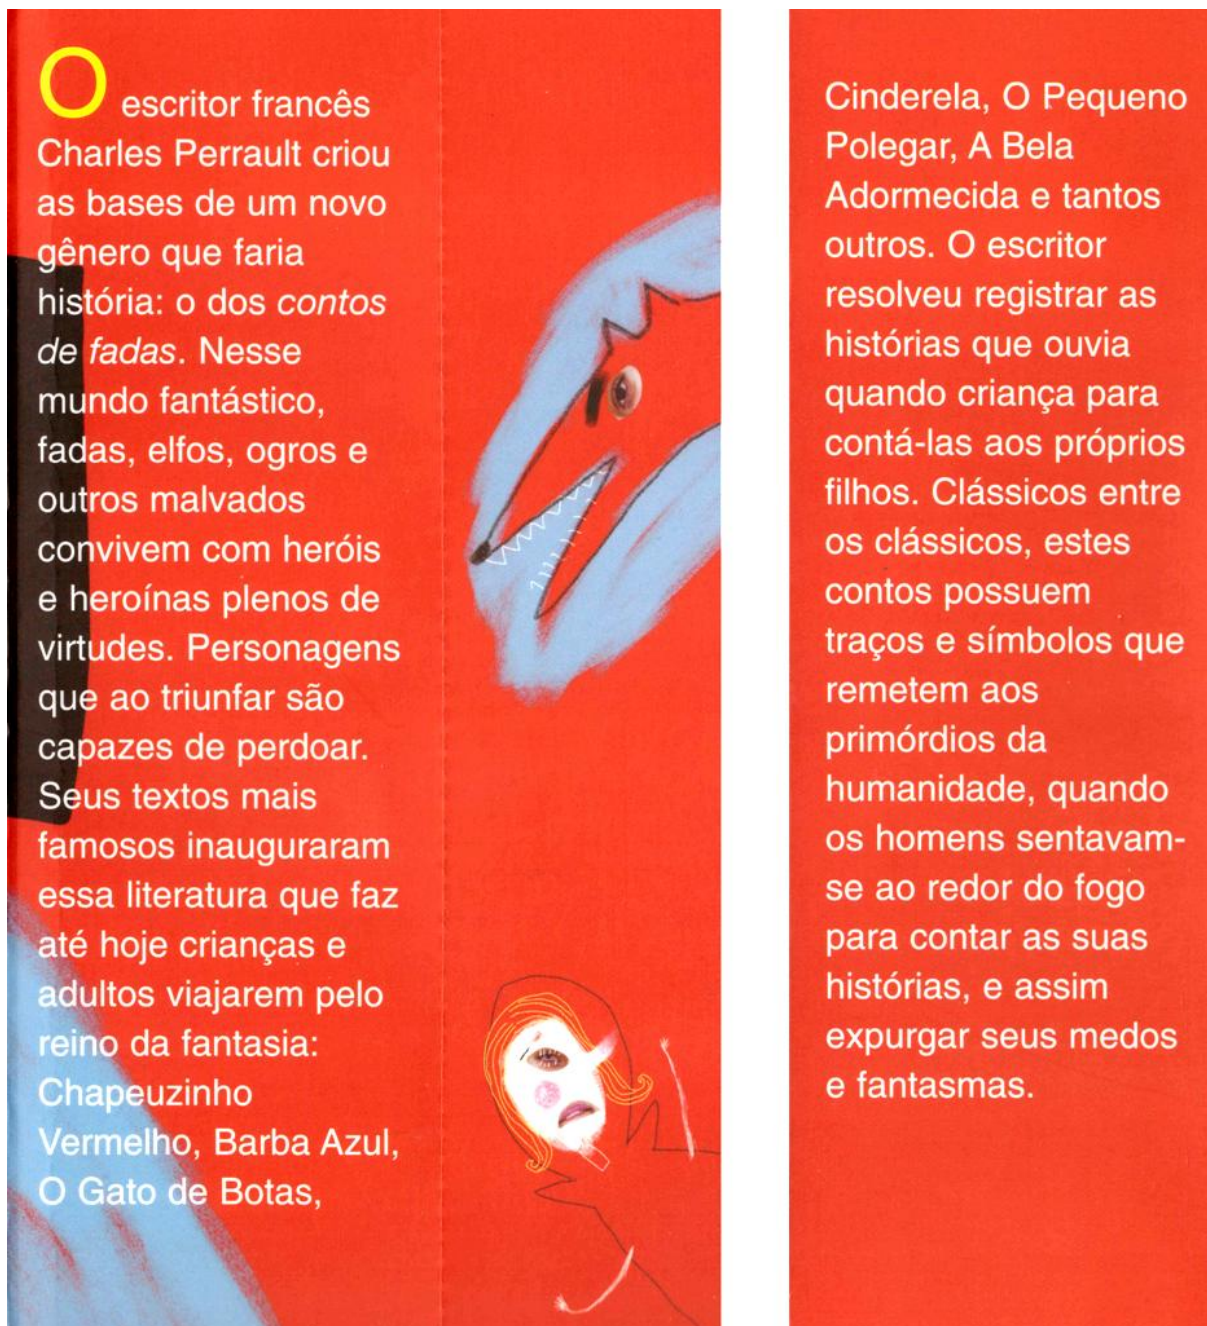 O escritor francês
Charles Perrault criou
as bases de um novo
gênero que faria
história: o dos contos
de fadas. Nesse
mundo fantástico,
fadas, elfos, ogros e
outros malvados
convivem com heróis
e heroínas plenos de
virtudes. Personagens
que ao triunfar são
capazes de perdoar.
Seus textos mais
famosos inauguraram
essa literatura que faz
até hoje crianças e
adultos viajarem pelo
reino da fantasia:
Chapeuzinho
Vermelho, Barba Azul,
O Gato de Botas,
Cinderela, O Pequeno
Polegar, A Bela
Adormecida e tantos
outros. O escritor
resolveu registrar as
histórias que ouvia
quando criança para
contá-las aos próprios
filhos. Clássicos entre
os clássicos, estes
contos possuem
traços e símbolos que
remetem aos
primórdios da
humanidade, quando
os homens sentavam-
se ao redor do fogo
para contar as suas
histórias, e assim
expurgar seus medos
e fantasmas.